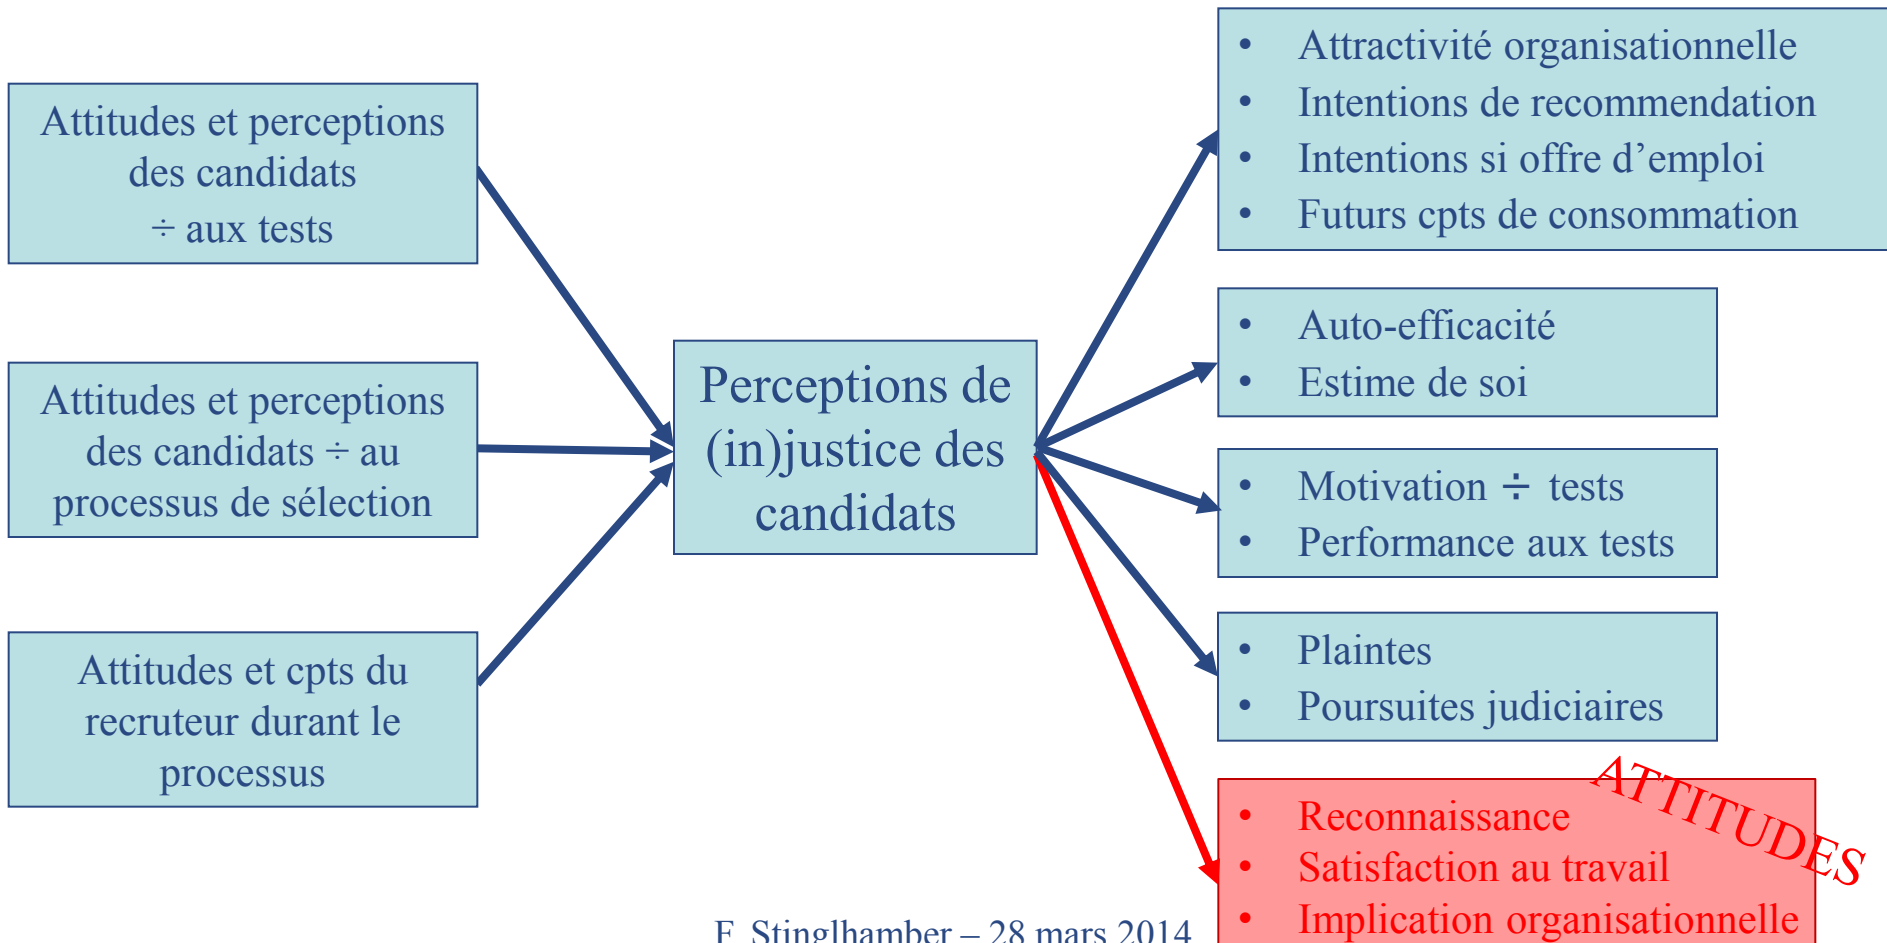 Attitudes et perceptions
des candidats
÷ aux tests
Attitudes et perceptions
des candidats ÷ au
processus de sélection
Attitudes et cpts du
recruteur durant le
processus
Perceptions de
(in)justice des
candidats
• Attractivité organisationnelle
• Intentions de recommendation
• Intentions si offre d’emploi
• Futurs cpts de consommation
• Auto-efficacité
• Estime de soi
• Motivation ÷ tests
• Performance aux tests
• Plaintes
• Poursuites judiciaires
ATTITUDES
• Reconnaissance
• Satisfaction au travail
• Implication organisationnelle
F. Stinglhamber – 28 mars 2014